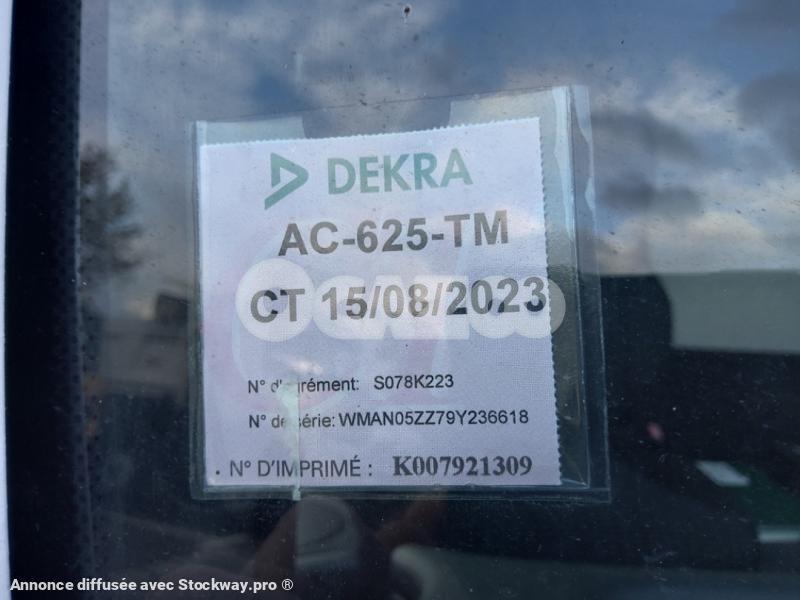 DEKRA
AC-625-TM
CT 15/08/2023
N° d'agrément: S078K223
N° de série: WMAN05ZZ79Y236618
N° D'IMPRIMÉ : K007921309
Annonce diffusée avec Stockway.pro ®